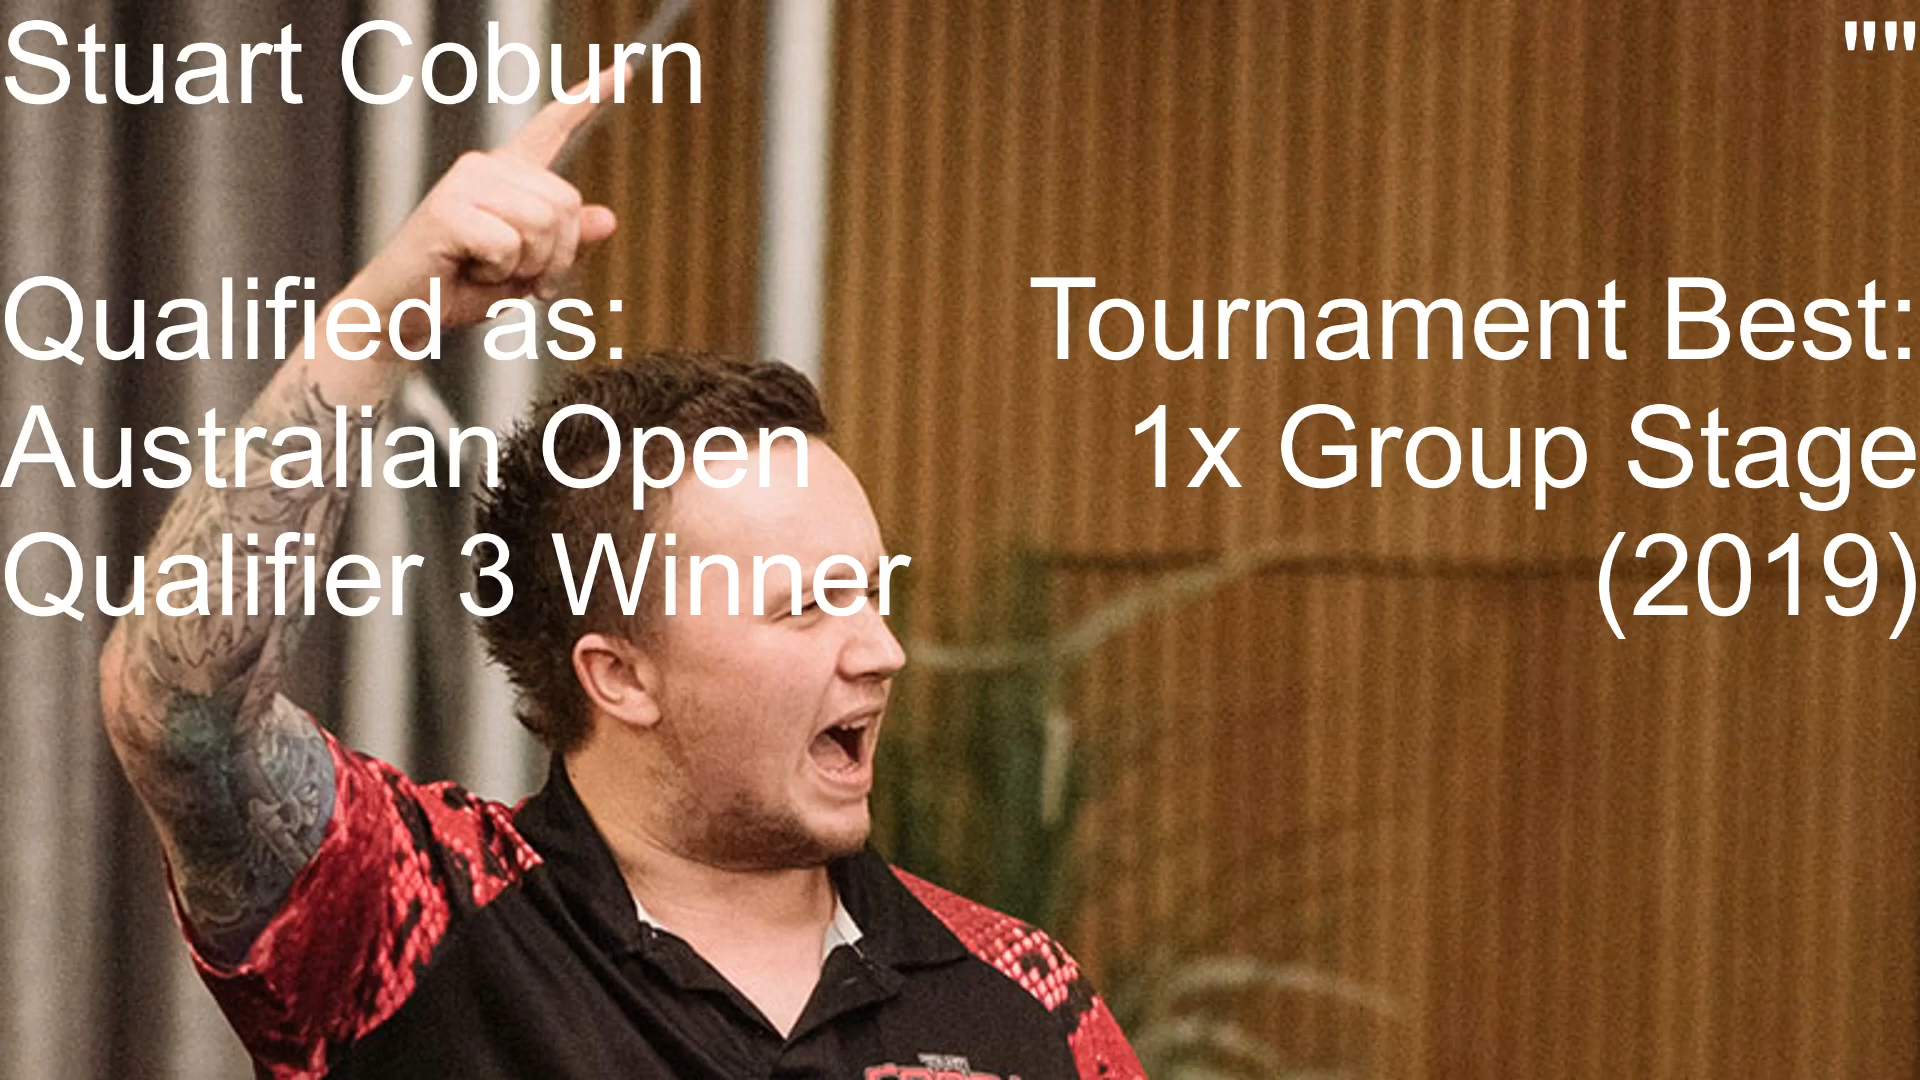 Stuart Coburn
""
Qualified as:
Australian Open
Qualifier 3 Winner
Tournament Best:
1x Group Stage
(2019)